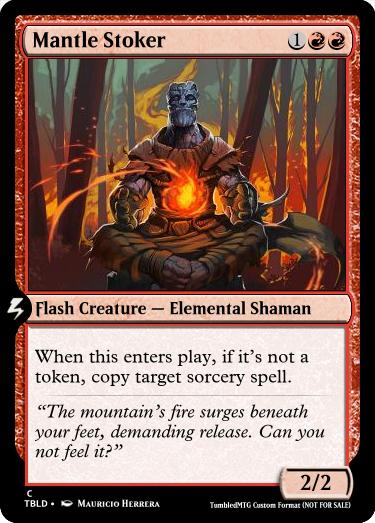 Mantle Stoker 1
Flash Creature — Elemental Shaman
When this enters play, if it's not a
token, copy target sorcery spell.
“The mountain's fire surges beneath
your feet, demanding release. Can you
not feel it?”
2/2
C
TBLD • Mauricio Herrera
TumbledMTG Custom Format (NOT FOR SALE)